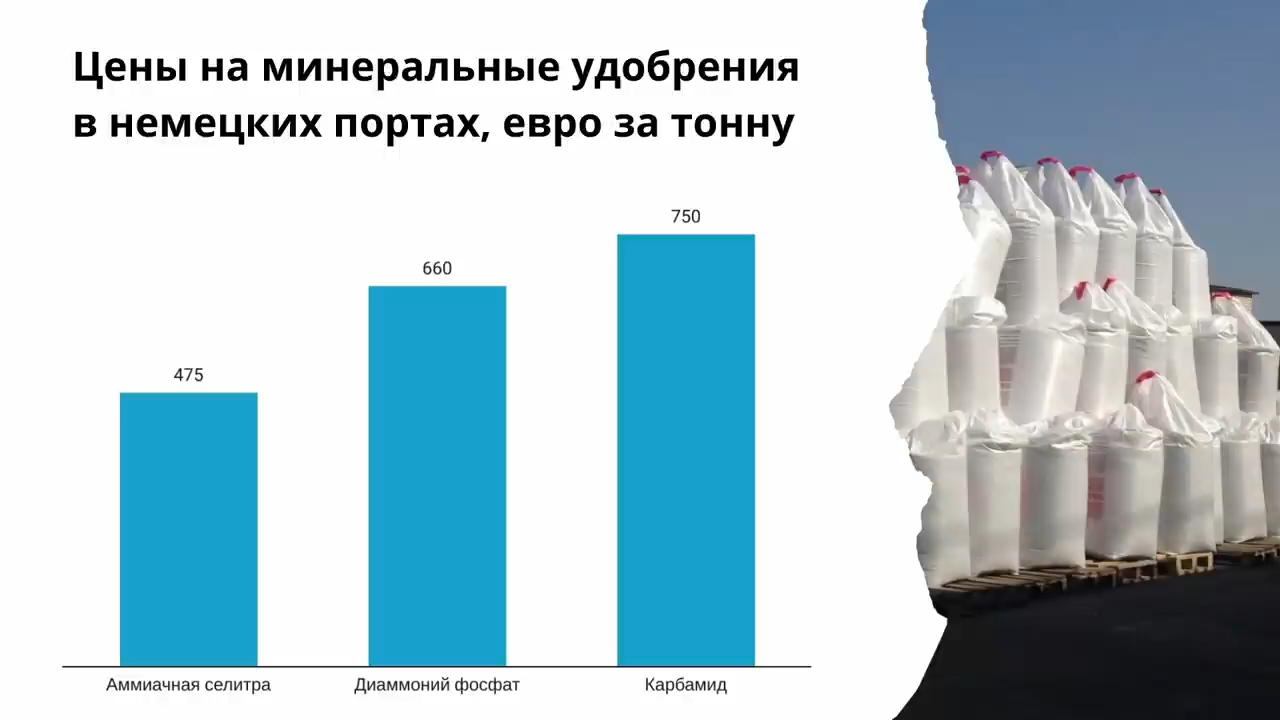 Цены на минеральные удобрения
в немецких портах, евро за тонну
475
660
750
Аммиачная селитра
Диаммоний фосфат
Карбамид